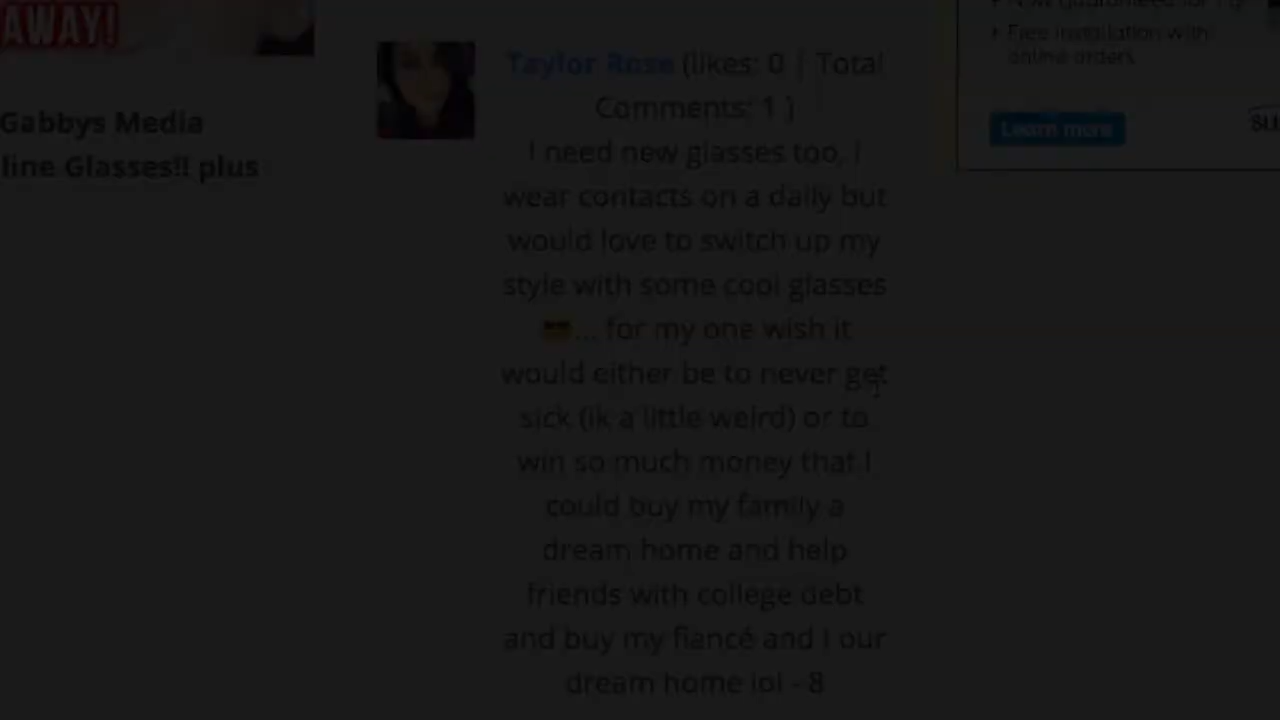 AWAY!
Gabbys Media
line Glasses!! plus
Taylor Rose (likes: 0 | Total
Comments: 1 )
I need new glasses too, I
wear contacts on a daily but
would love to switch up my
style with some cool glasses
😎... for my one wish it
would either be to never get
sick (ik a little weird) or to
win so much money that I
could buy my family a
dream home and help
friends with college debt
and buy my fiancé and I our
dream home lol - 8
Free installation with
online orders
Learn more